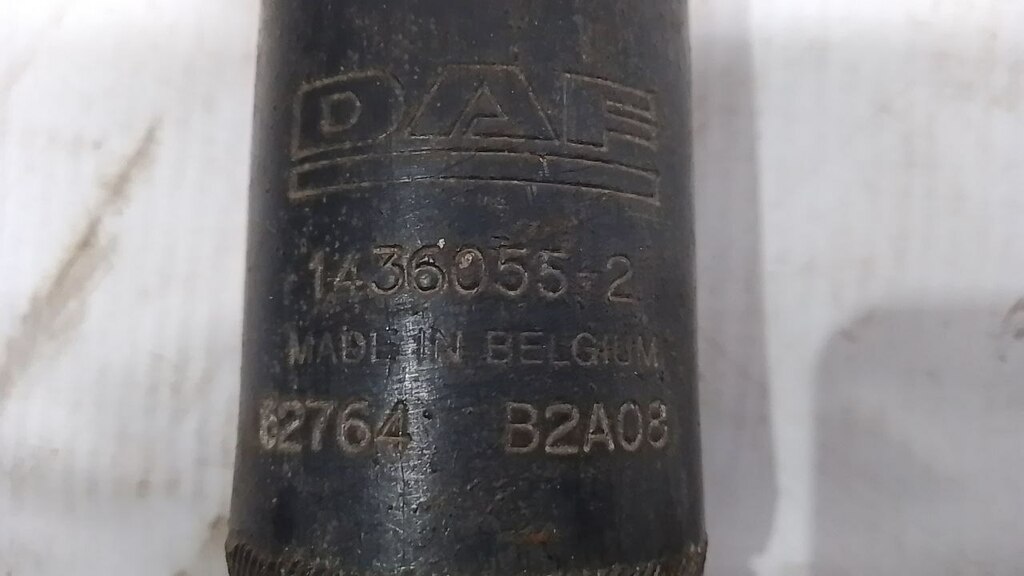 DAF
1436055-2
MADE IN BELGIUM
62764 B2A08